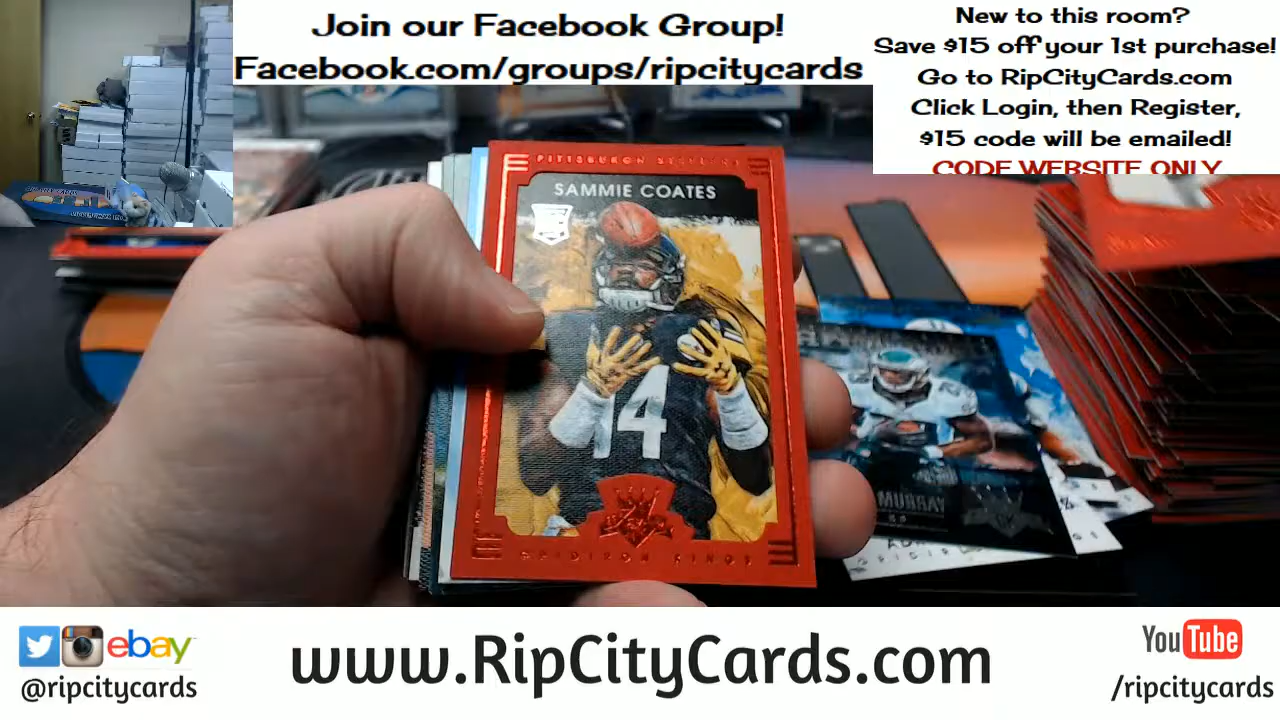 Join our Facebook Group!
Facebook.com/groups/ripcitycards
New to this room?
Save $15 off your 1st purchase!
Go to RipCityCards.com
Click Login, then Register,
$15 code will be emailed!
CODE WEBSITE ONLY
PITTSBURGH STEELERS
SAMMIE COATES
14
GRIDIRON KINGS
MURRAY
ebay
@ripcitycards
www.RipCityCards.com
YouTube
/ripcitycards